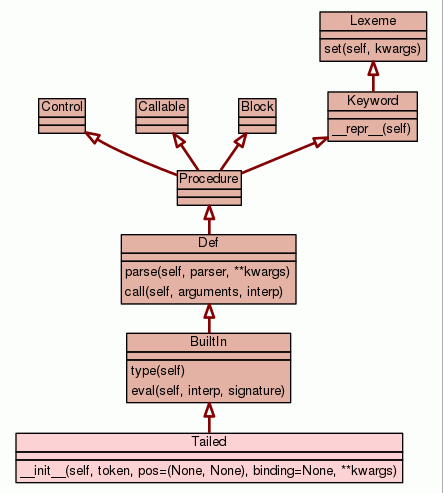 Lexeme
set(self, kwargs)
Control
Callable
Block
Keyword
__repr__(self)
Procedure
Def
parse(self, parser, **kwargs)
call(self, arguments, interp)
BuiltIn
type(self)
eval(self, interp, signature)
Tailed
__init__(self, token, pos=(None, None), binding=None, **kwargs)